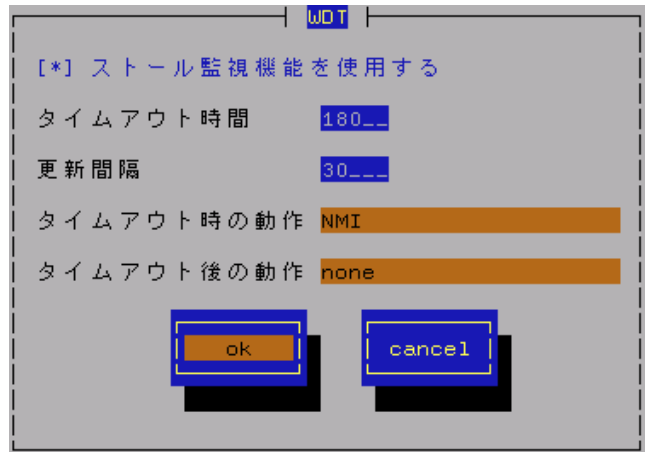 WDT
[*] ストール監視機能を使用する
タイムアウト時間 180__
更新間隔 30___
タイムアウト時の動作 NMI
タイムアウト後の動作 none
ok cancel